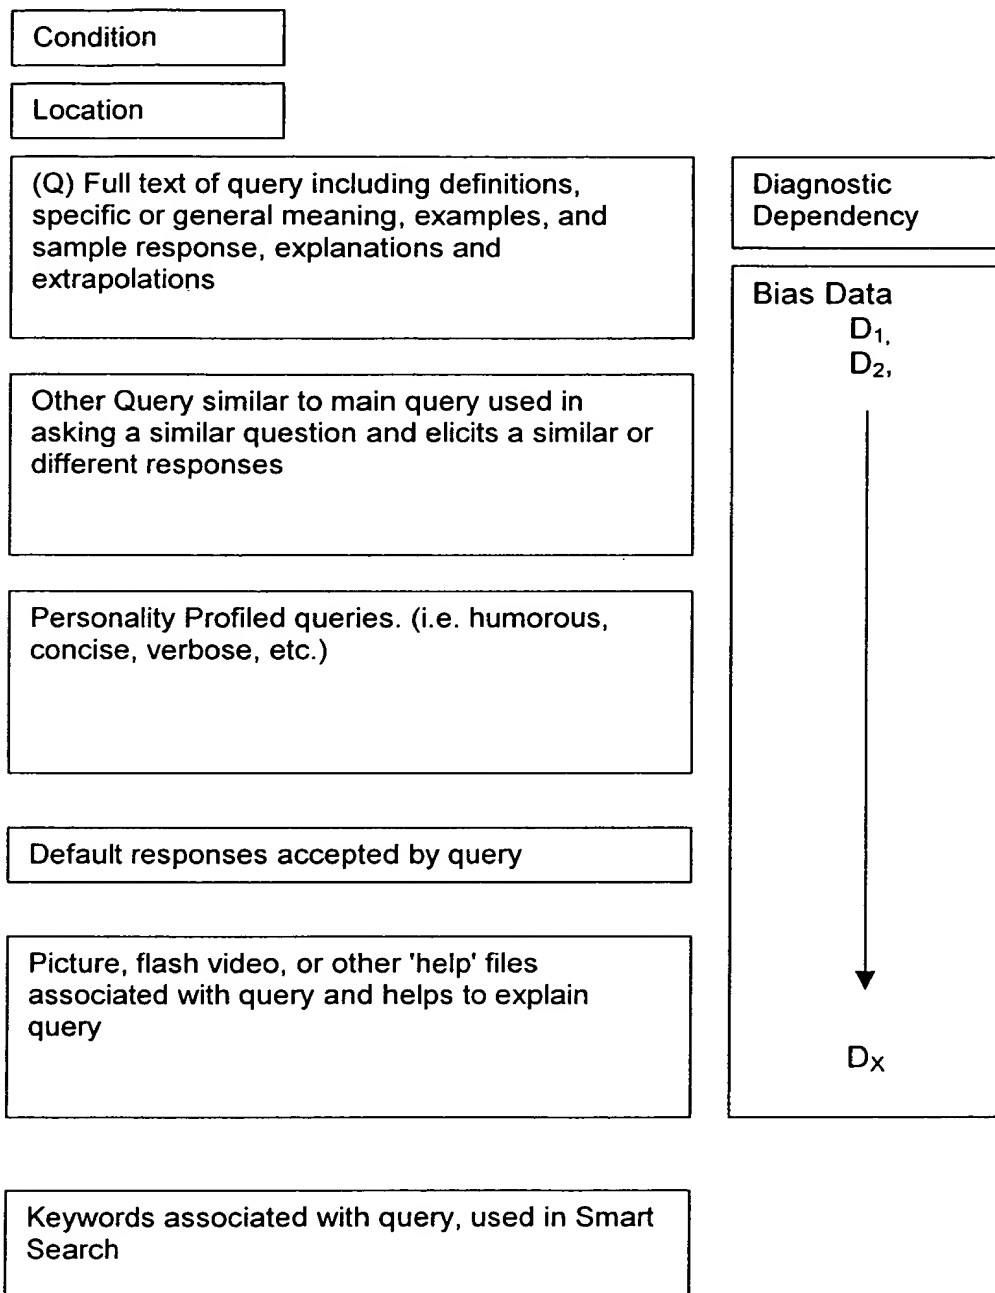 Condition
Location
(Q) Full text of query including definitions,
specific or general meaning, examples, and
sample response, explanations and
extrapolations
Other Query similar to main query used in
asking a similar question and elicits a similar or
different responses
Personality Profiled queries. (i.e. humorous,
concise, verbose, etc.)
Default responses accepted by query
Picture, flash video, or other 'help' files
associated with query and helps to explain
query
Keywords associated with query, used in Smart
Search
Diagnostic
Dependency
Bias Data
D1,
D2,
DX